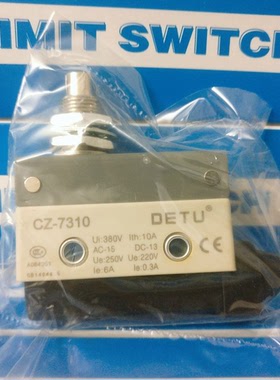 IMIT SWITCH
CZ-7310
DETU
Ui:380V Ith:10A
AC-15 DC-13
Ue:250V Ue:220V
Ie:6A Ie:0.3A
CE